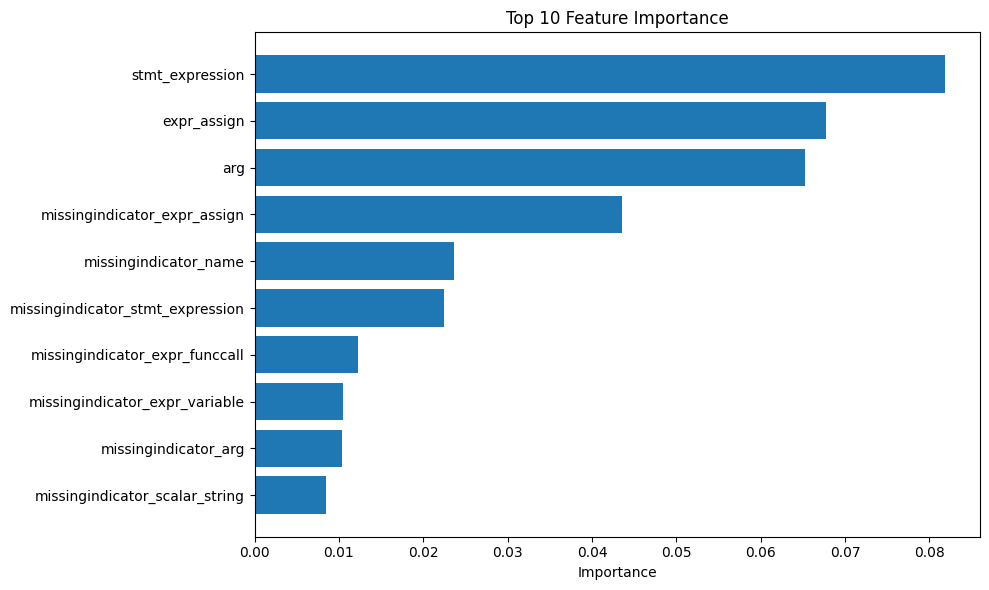 Top 10 Feature Importance
stmt_expression
expr_assign
arg
missingindicator_expr_assign
missingindicator_name
missingindicator_stmt_expression
missingindicator_expr_funccall
missingindicator_expr_variable
missingindicator_arg
missingindicator_scalar_string
0.00 0.01 0.02 0.03 0.04 0.05 0.06 0.07 0.08
Importance